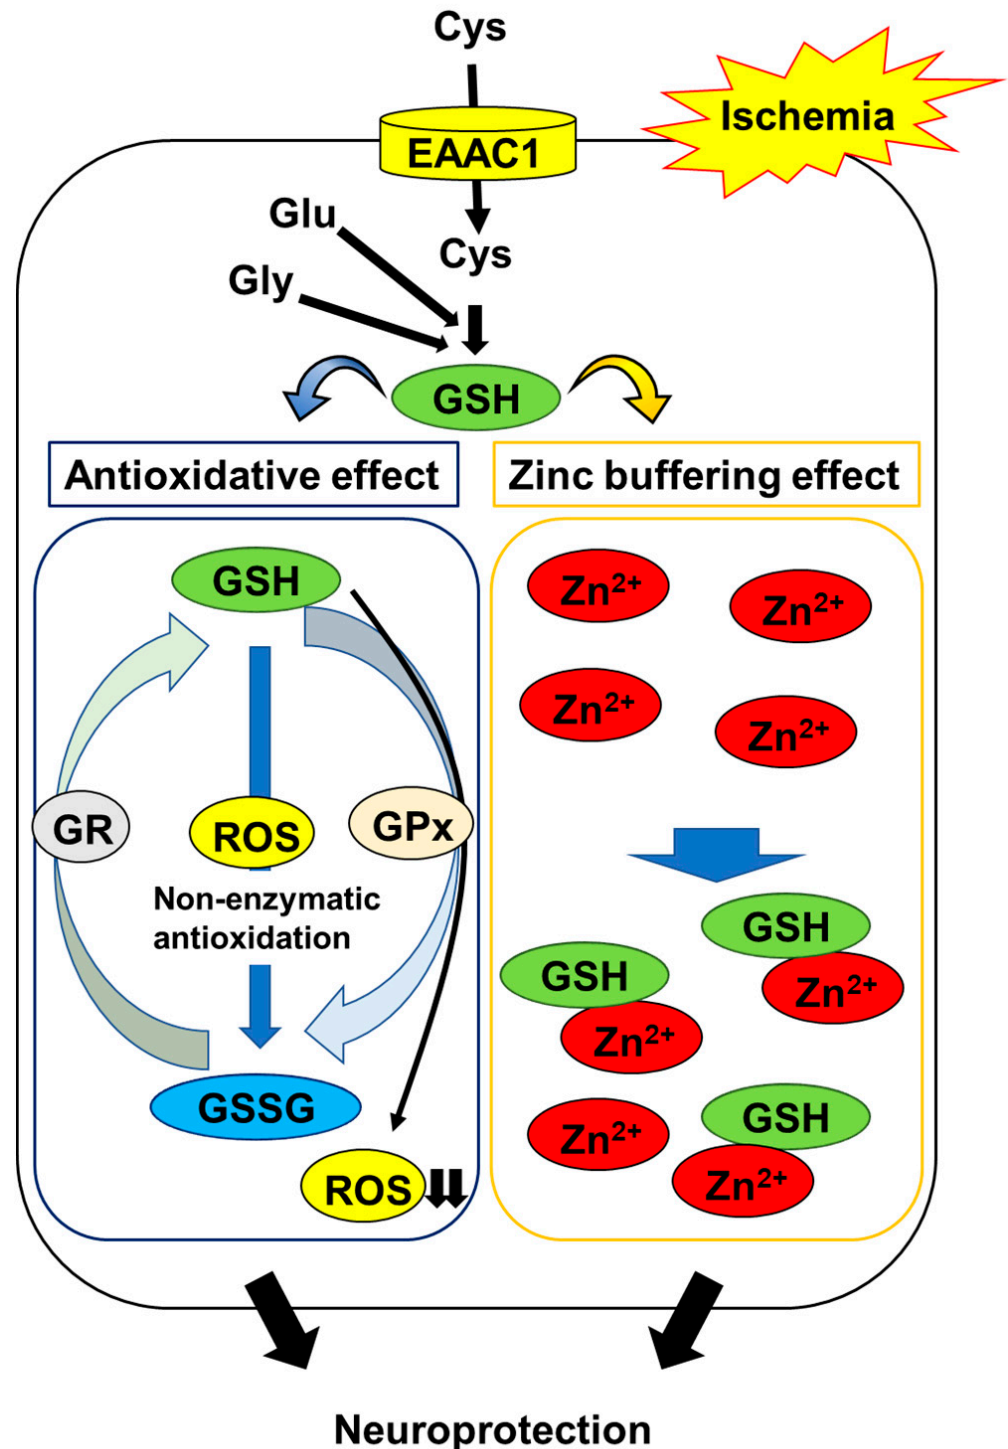 Cys
Ischemia
EAAC1
Glu
Cys
Gly
GSH
Antioxidative effect
Zinc buffering effect
GSH
GR
ROS
GPx
Non-enzymatic
antioxidation
GSSG
ROS
Zn²⁺
Zn²⁺
Zn²⁺
Zn²⁺
GSH
GSH
Zn²⁺
Zn²⁺
GSH
Zn²⁺
Zn²⁺
Neuroprotection